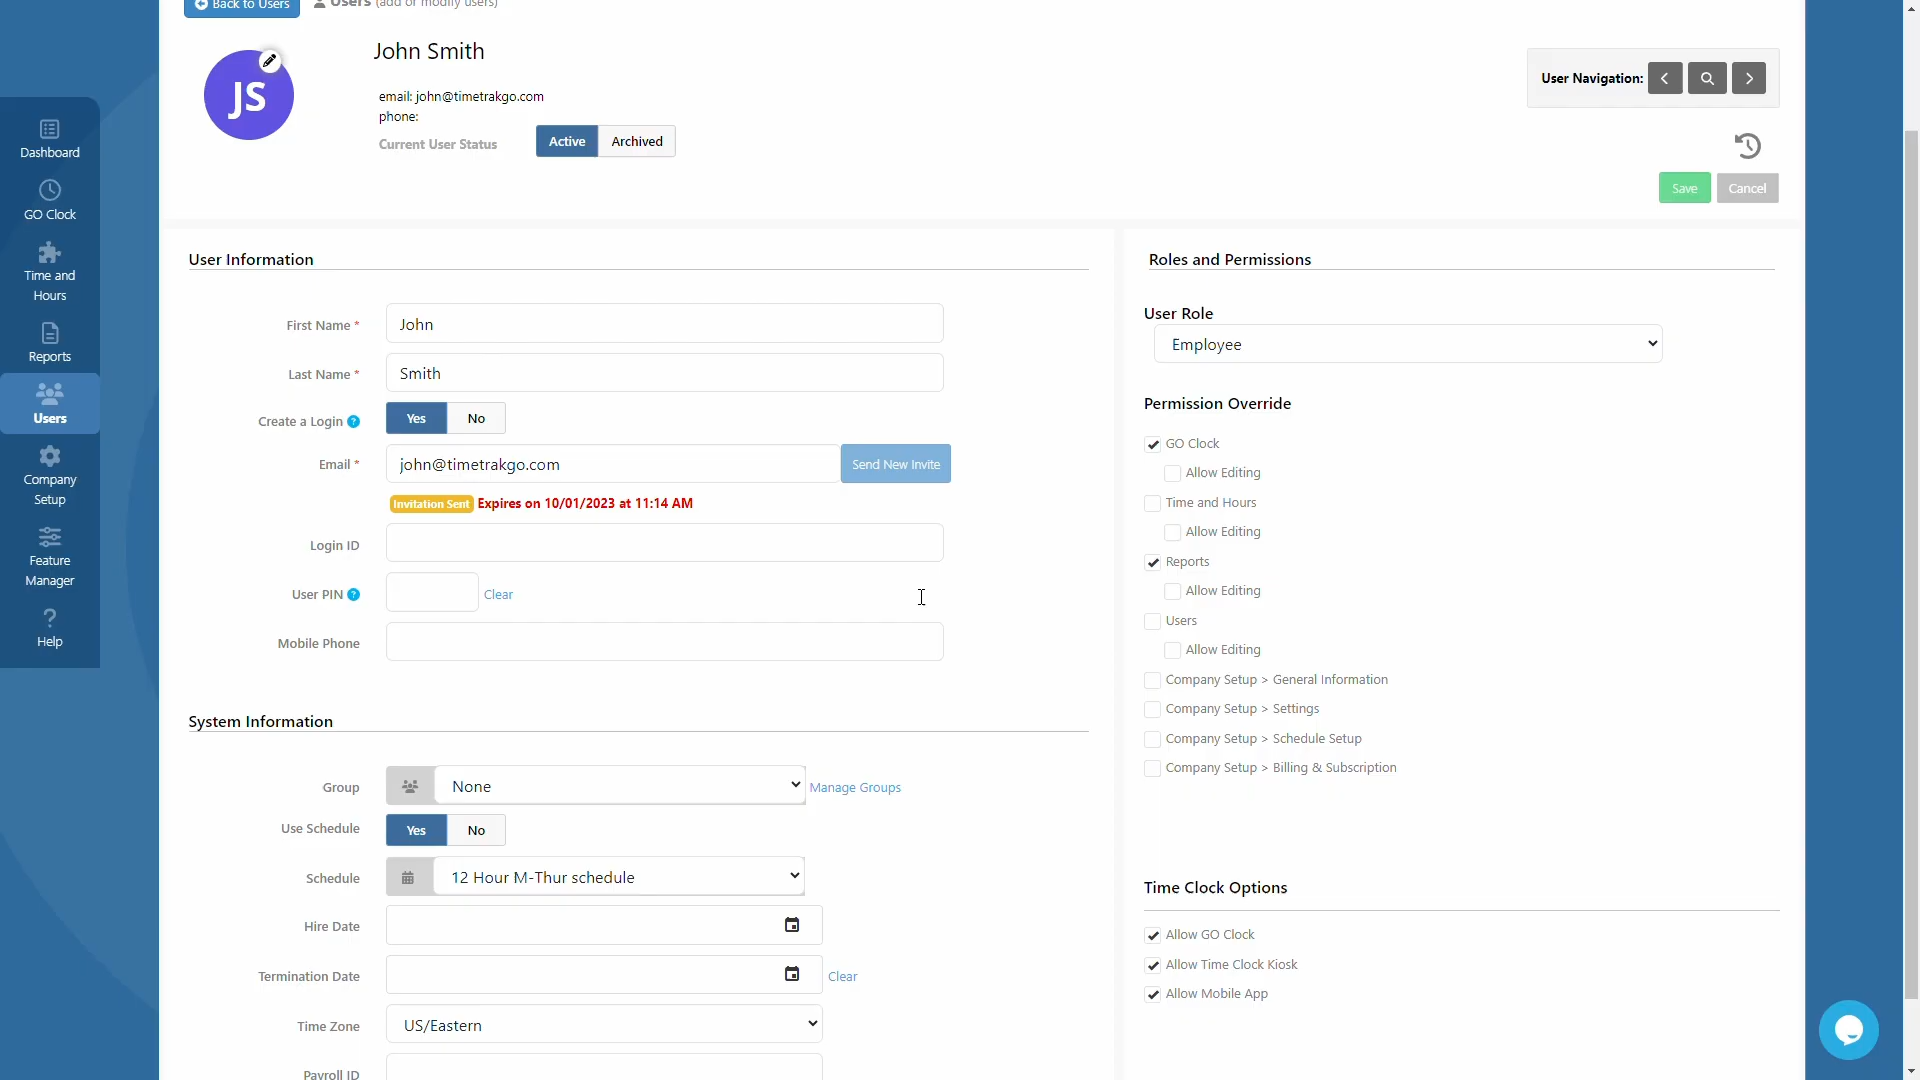 Back to Users
Users (add or modify users)
John Smith
JS
email: john@timetrakgo.com
phone:
Current User Status
Active
Archived
User Navigation:
Save
Cancel
Dashboard
GO Clock
Time and
Hours
Reports
Users
Company
Setup
Feature
Manager
?
Help
User Information
First Name *
John
Last Name *
Smith
Create a Login ?
Yes
No
Email *
john@timetrakgo.com
Send New Invite
Invitation Sent Expires on 10/01/2023 at 11:14 AM
Login ID
User PIN ?
Clear
Mobile Phone
System Information
Group
None
Manage Groups
Use Schedule
Yes
No
Schedule
12 Hour M-Thur schedule
Hire Date
Termination Date
Clear
Time Zone
US/Eastern
Payroll ID
Roles and Permissions
User Role
Employee
Permission Override
GO Clock
Allow Editing
Time and Hours
Allow Editing
Reports
Allow Editing
Users
Allow Editing
Company Setup > General Information
Company Setup > Settings
Company Setup > Schedule Setup
Company Setup > Billing & Subscription
Time Clock Options
Allow GO Clock
Allow Time Clock Kiosk
Allow Mobile App